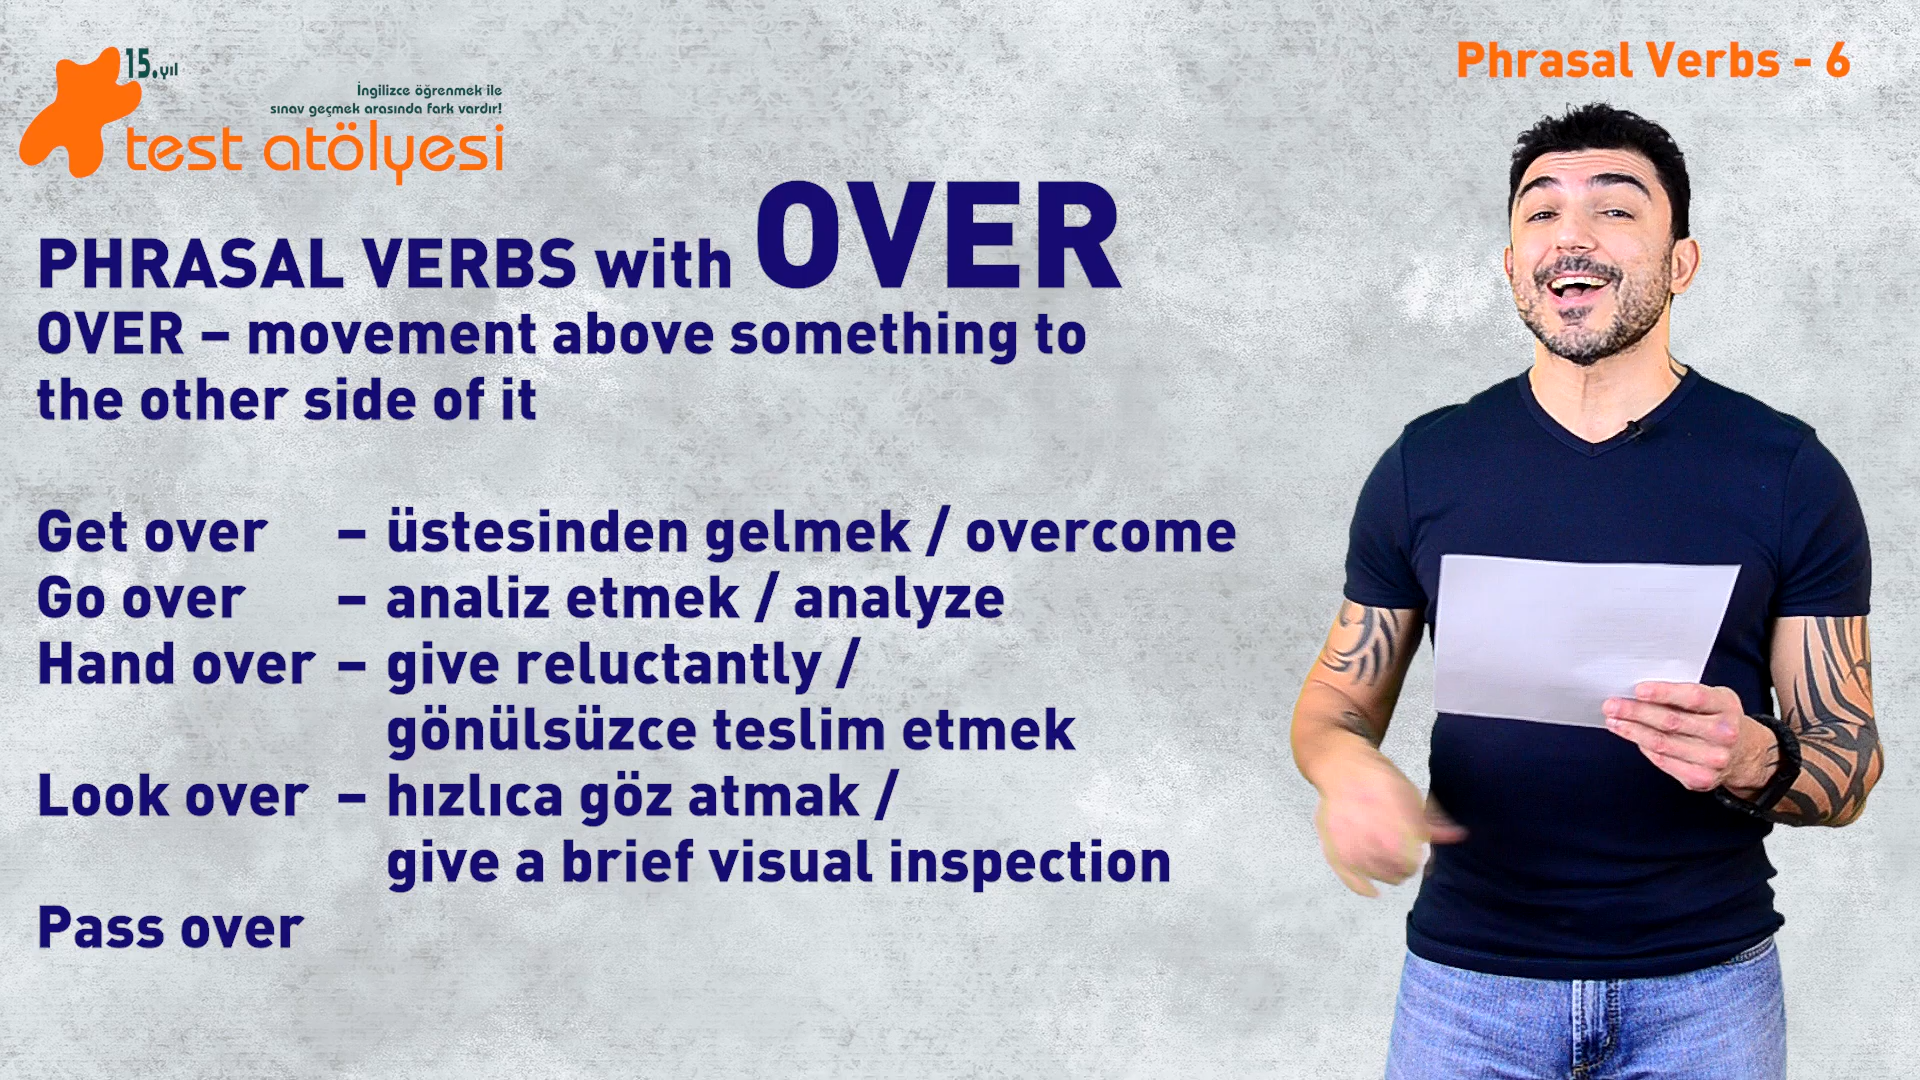 15.yıl
İngilizce öğrenmek ile
sınav geçmek arasında fark vardır!
test atölyesi
Phrasal Verbs - 6
PHRASAL VERBS with OVER
OVER – movement above something to
the other side of it
Get over – üstesinden gelmek / overcome
Go over – analiz etmek / analyze
Hand over – give reluctantly /
gönülsüzce teslim etmek
Look over – hızlıca göz atmak /
give a brief visual inspection
Pass over